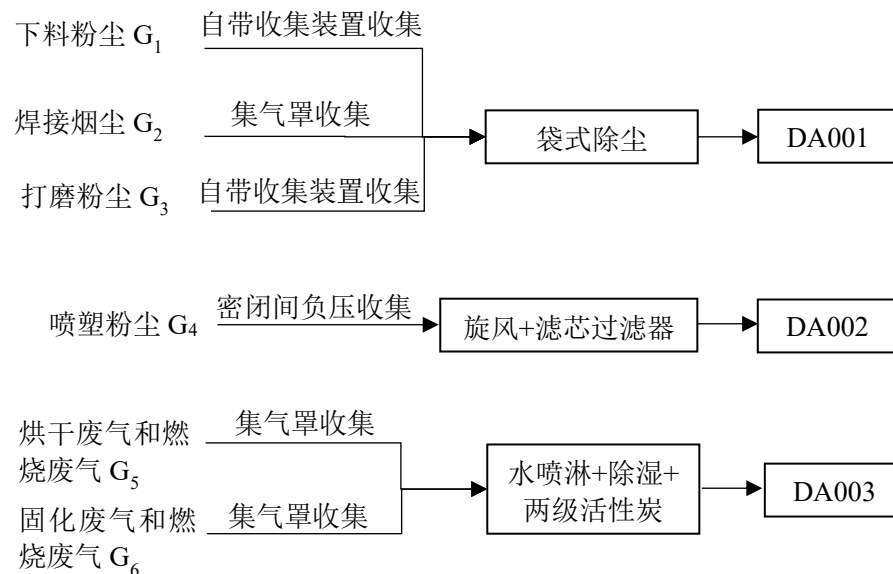 下料粉尘 G1
自带收集装置收集
焊接烟尘 G2
集气罩收集
袋式除尘
DA001
打磨粉尘 G3
自带收集装置收集
喷塑粉尘 G4
密闭间负压收集
旋风+滤芯过滤器
DA002
烘干废气和燃
烧废气 G5
集气罩收集
水喷淋+除湿+
两级活性炭
DA003
固化废气和燃
烧废气 G6
集气罩收集